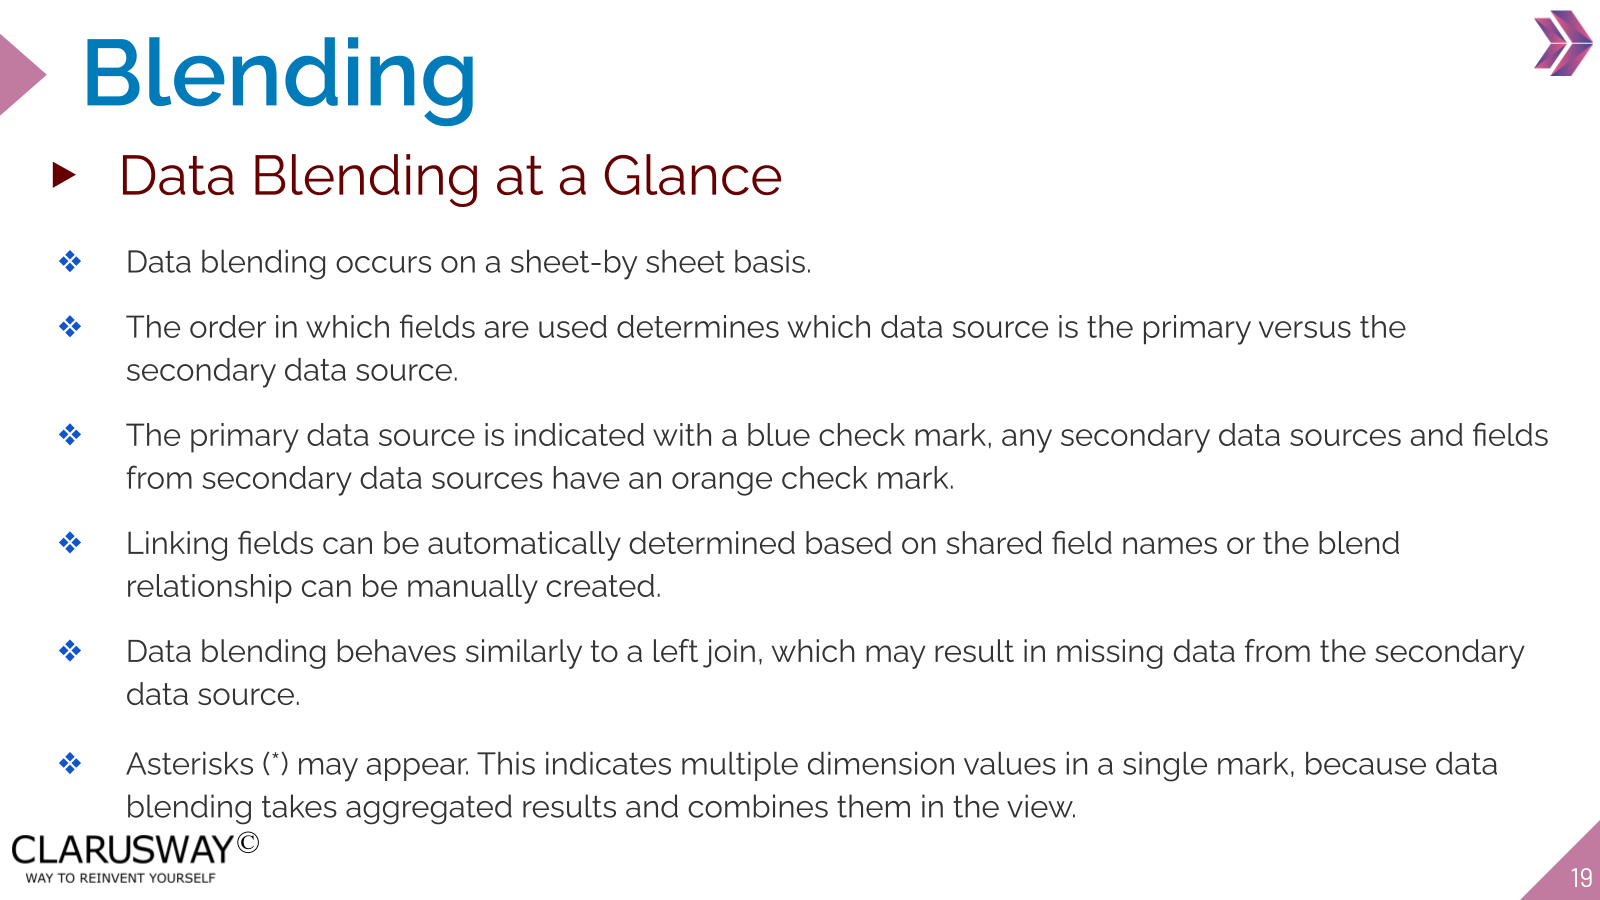 Blending
Data Blending at a Glance
Data blending occurs on a sheet-by sheet basis.
The order in which fields are used determines which data source is the primary versus the
secondary data source.
The primary data source is indicated with a blue check mark, any secondary data sources and fields
from secondary data sources have an orange check mark.
Linking fields can be automatically determined based on shared field names or the blend
relationship can be manually created.
Data blending behaves similarly to a left join, which may result in missing data from the secondary
data source.
Asterisks (*) may appear. This indicates multiple dimension values in a single mark, because data
blending takes aggregated results and combines them in the view.
CLARUSWAY©
WAY TO REINVENT YOURSELF
19